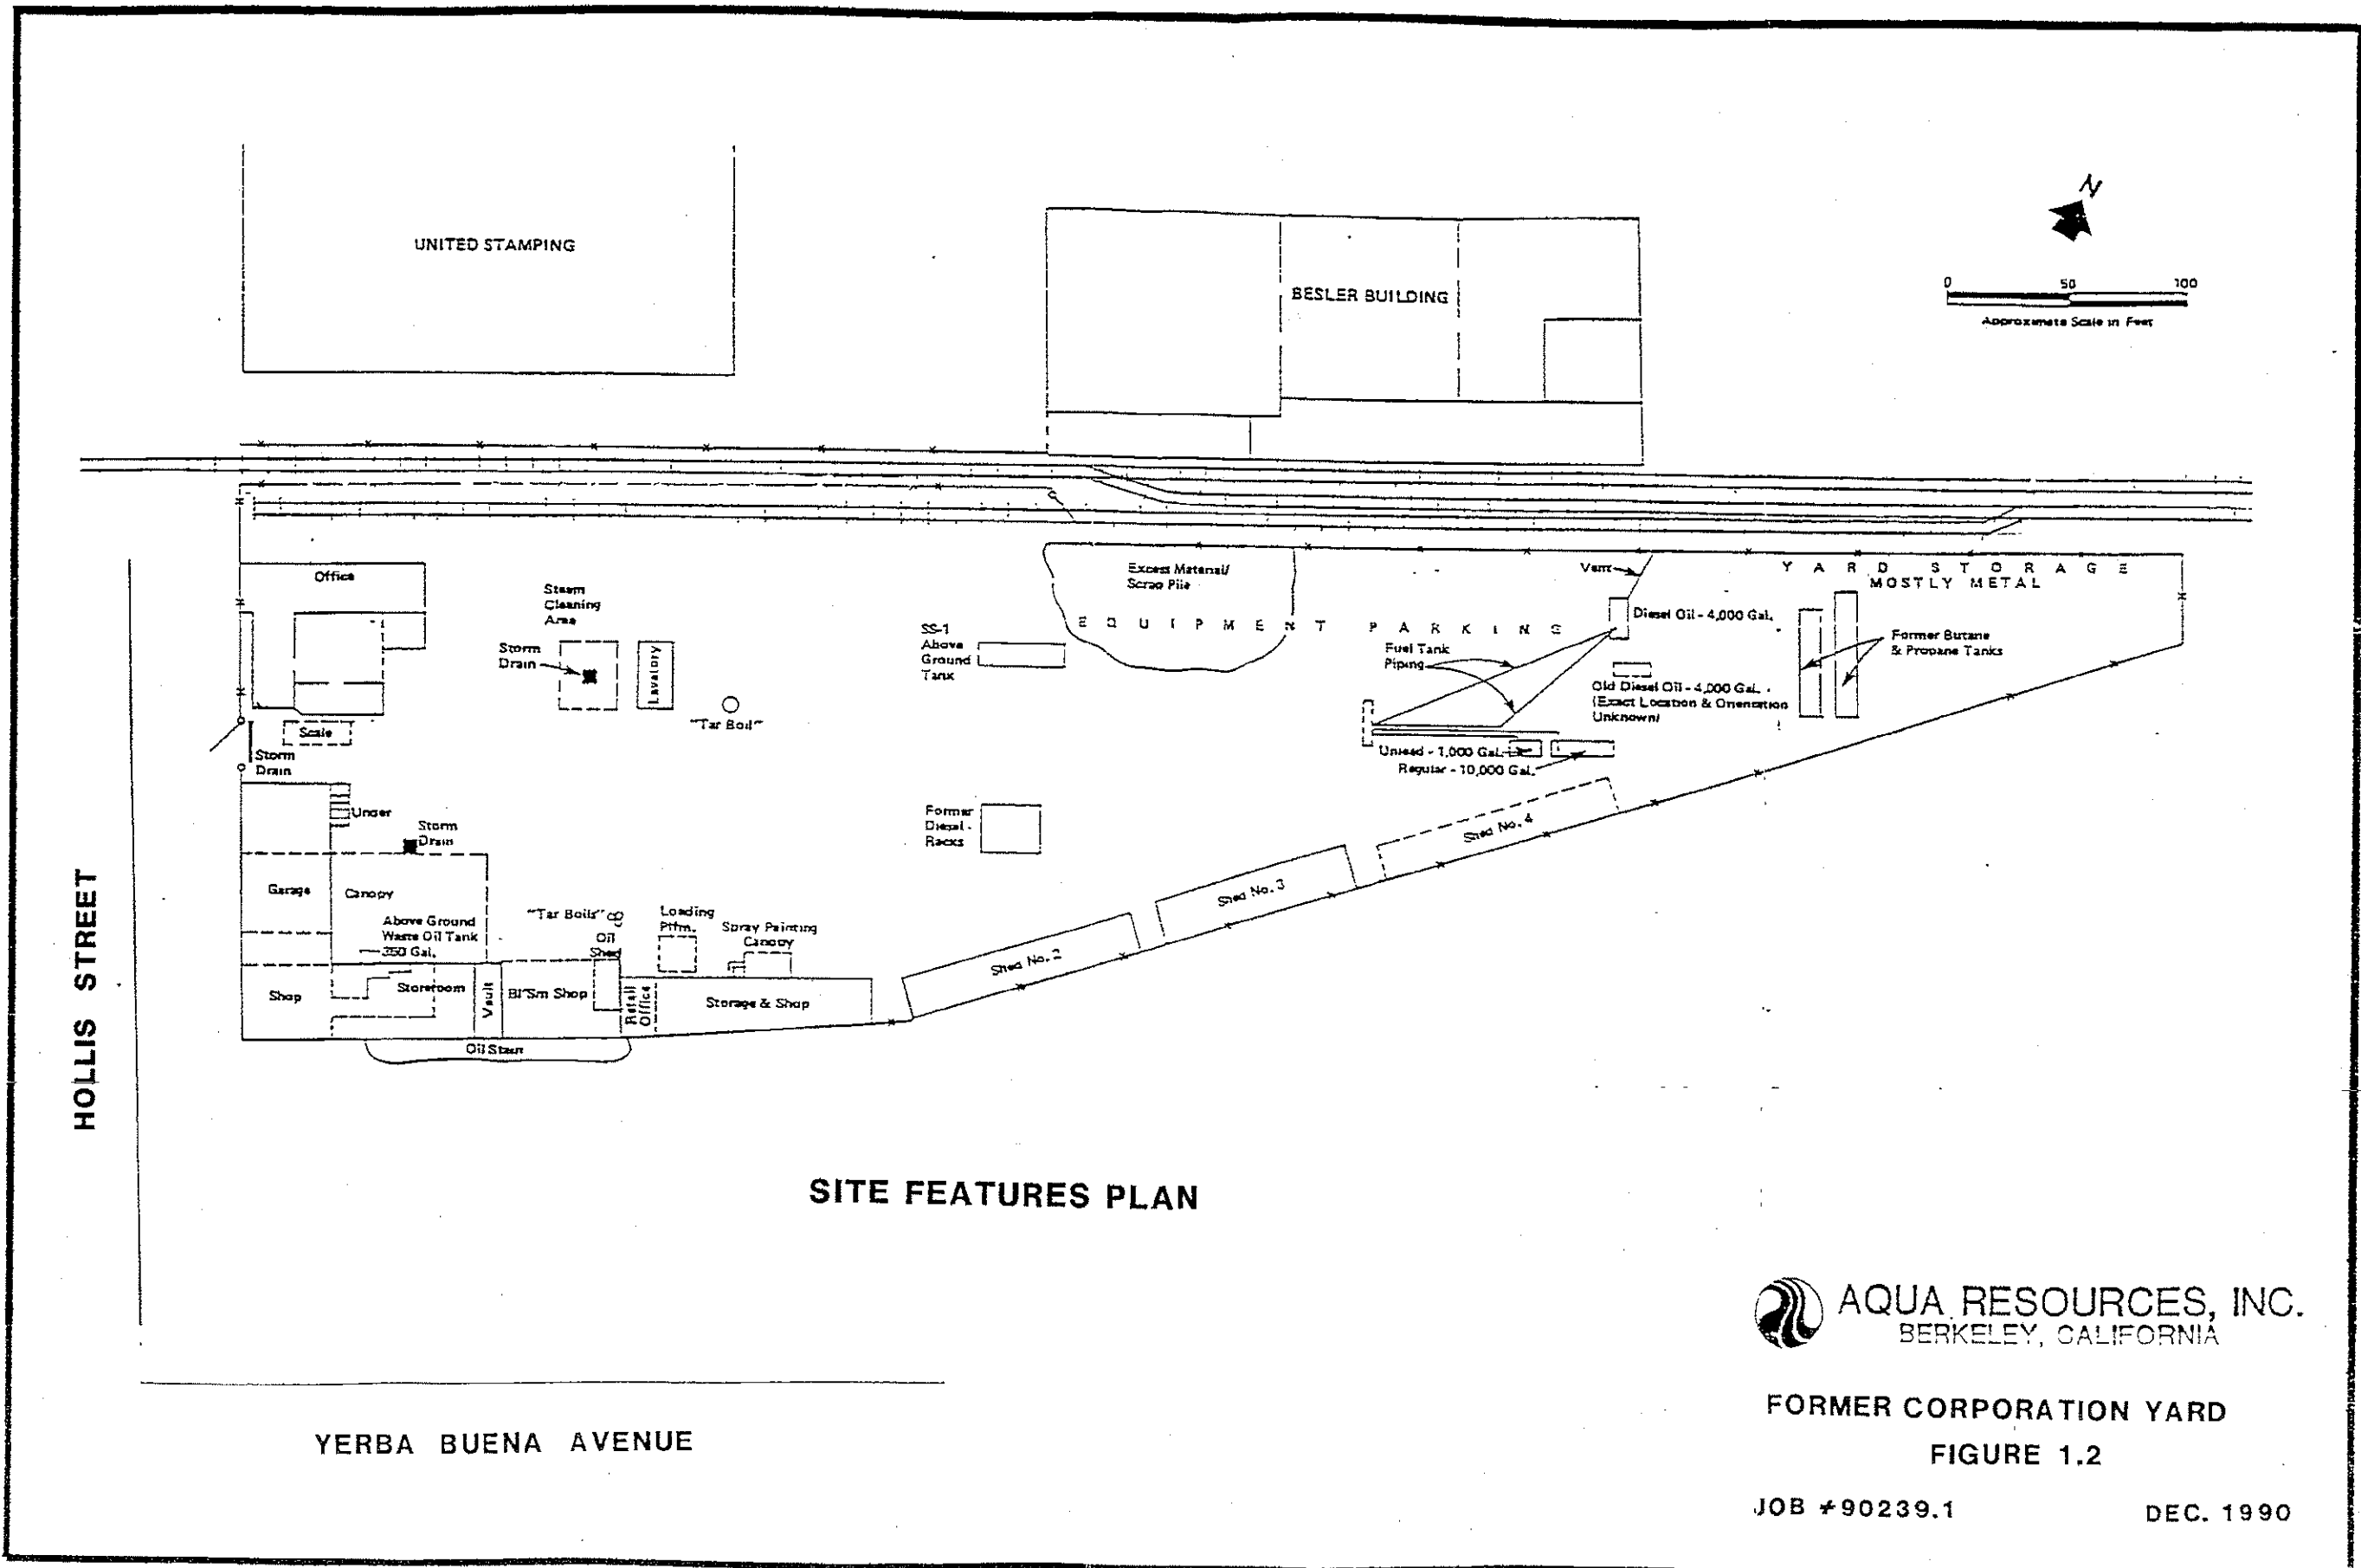 UNITED STAMPING
BESLER BUILDING
N
0 50 100
Approximate Scale in Feet
Office
Steam
Cleaning
Area
Storm
Drain
Lavatory
"Tar Boil"
SS-1
Above
Ground
Tank
Excess Material/
Scrap Pile
EQUIPMENT PARKING
Vent
YARD STORAGE
MOSTLY METAL
Diesel Oil - 4,000 Gal.
Former Butane
& Propane Tanks
Fuel Tank
Piping
Old Diesel Oil - 4,000 Gal.
(Exact Location & Orientation
Unknown)
Scale
Storm
Drain
Unlead - 1,000 Gal.
Regular - 10,000 Gal.
Under
Storm
Drain
Former
Diesel
Racks
Shed No. 4
Shed No. 3
Shed No. 2
Garage
Canopy
Above Ground
Waste Oil Tank
350 Gal.
"Tar Boils"
Oil
Shed
Loading
Pltfm.
Spray Painting
Canopy
Shop
Storeroom
Vault
Bl'Sm Shop
Retail
Office
Storage & Shop
Oil Stain
HOLLIS STREET
SITE FEATURES PLAN
YERBA BUENA AVENUE
AQUA RESOURCES, INC.
BERKELEY, CALIFORNIA
FORMER CORPORATION YARD
FIGURE 1.2
JOB #90239.1 DEC. 1990